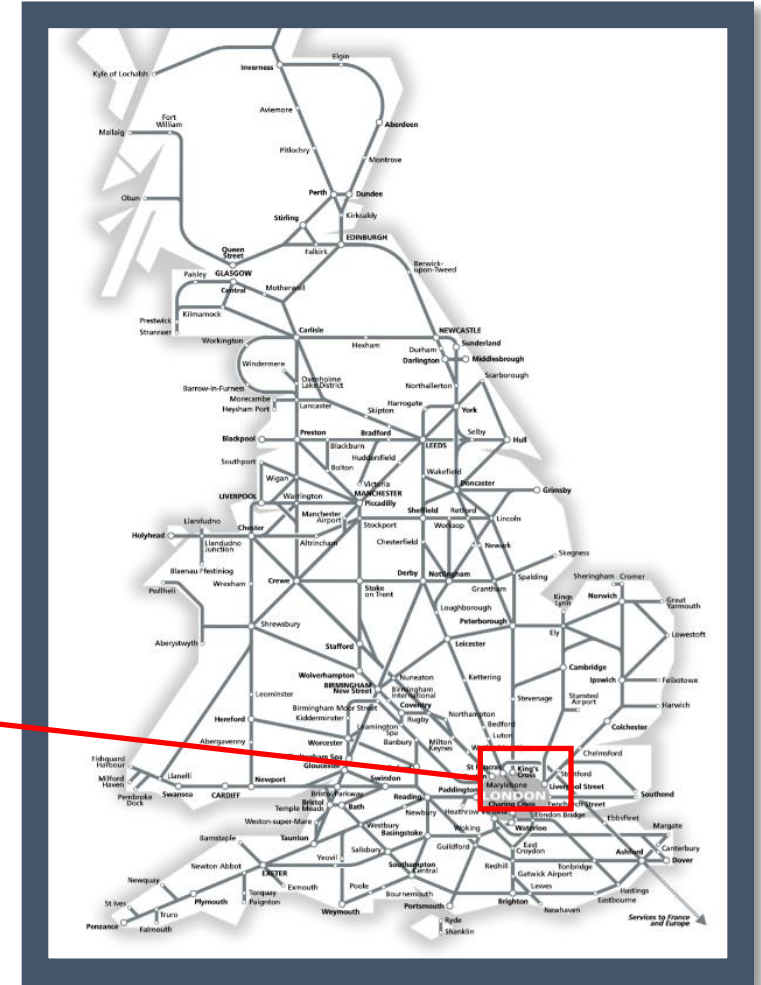 Kyle of Lochalsh
Inverness
Elgin
Aviemore
Fort
William
Mallaig
Aberdeen
Pitlochry
Montrose
Oban
Perth
Dundee
Stirling
Kirkcaldy
EDINBURGH
Queen
Street
Falkirk
Berwick-
upon-Tweed
Paisley
GLASGOW
Central
Motherwell
Kilmarnock
Prestwick
Stranraer
Workington
Carlisle
NEWCASTLE
Hexham
Sunderland
Durham
Darlington
Middlesbrough
Windermere
Oxenholme
Lake District
Scarborough
Barrow-in-Furness
Northallerton
Morecambe
Heysham Port
Lancaster
Harrogate
Skipton
York
Blackpool
Preston
Bradford
Selby
Hull
Blackburn
LEEDS
Huddersfield
Southport
Bolton
Wakefield
Wigan
Victoria
Doncaster
MANCHESTER
Piccadilly
Grimsby
LIVERPOOL
Warrington
Sheffield
Retford
Manchester
Airport
Lincoln
Llandudno
Stockport
Worksop
Chester
Holyhead
Llandudno
Junction
Altrincham
Chesterfield
Newark
Skegness
Blaenau Ffestiniog
Wrexham
Crewe
Stoke
on Trent
Derby
Nottingham
Spalding
Sheringham
Cromer
Pwllheli
Grantham
Kings
Lynn
Norwich
Great
Yarmouth
Loughborough
Peterborough
Aberystwyth
Shrewsbury
Ely
Lowestoft
Stafford
Leicester
Wolverhampton
Cambridge
BIRMINGHAM
New Street
Nuneaton
Kettering
Ipswich
Felixstowe
Leominster
Birmingham
International
Stevenage
Stansted
Airport
Harwich
Birmingham Moor Street
Coventry
Hereford
Kidderminster
Rugby
Northampton
Colchester
Leamington
Spa
Bedford
Abergavenny
Worcester
Banbury
Milton
Keynes
Luton
Chelmsford
Fishguard
Harbour
Gloucester
St Pancras
King's
Cross
Stratford
Milford
Haven
Llanelli
Newport
Swindon
Marylebone
Liverpool Street
Pembroke
Dock
Swansea
CARDIFF
Bristol Parkway
Reading
Paddington
LONDON
Southend
Bristol
Temple Meads
Bath
Newbury
Heathrow
Charing Cross
Fenchurch Street
Weston-super-Mare
London Bridge
Ebbsfleet
Westbury
Basingstoke
Woking
Waterloo
Margate
Barnstaple
Taunton
Guildford
East
Croydon
Canterbury
Salisbury
Ashford
Dover
Newton Abbot
Yeovil
Southampton
Central
Redhill
Tonbridge
EXETER
Gatwick Airport
Newquay
Exmouth
Poole
Lewes
Hastings
St Ives
Plymouth
Torquay
Paignton
Bournemouth
Portsmouth
Brighton
Eastbourne
Truro
Weymouth
Newhaven
Penzance
Falmouth
Ryde
Shanklin
Services to France
and Europe